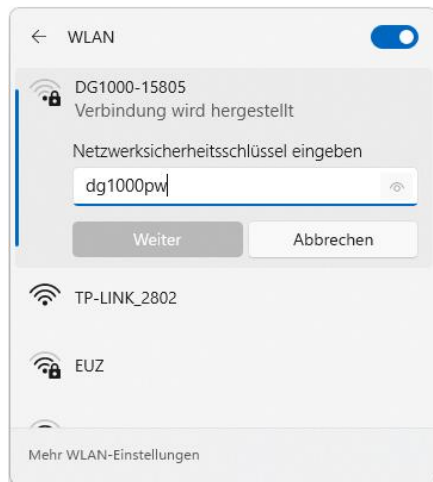 WLAN
DG1000-15805
Verbindung wird hergestellt
Netzwerksicherheitsschlüssel eingeben
dg1000pw
Weiter
Abbrechen
TP-LINK_2802
EUZ
Mehr WLAN-Einstellungen